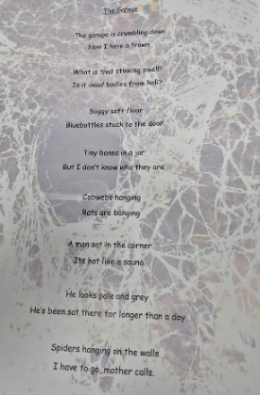 The Garage
The garage is crumbling down
Now I have a frown
What is that stinking smell?
Is it dead bodies from hell?
Soggy soft floor
Bluebottles stuck to the door
Tiny bones in a jar
But I don't know who they are
Cobwebs hanging
Rats are banging
A man sat in the corner
Its hot like a sauna
He looks pale and grey
He's been sat there for longer than a day
Spiders hanging on the walls
I have to go, mother calls.